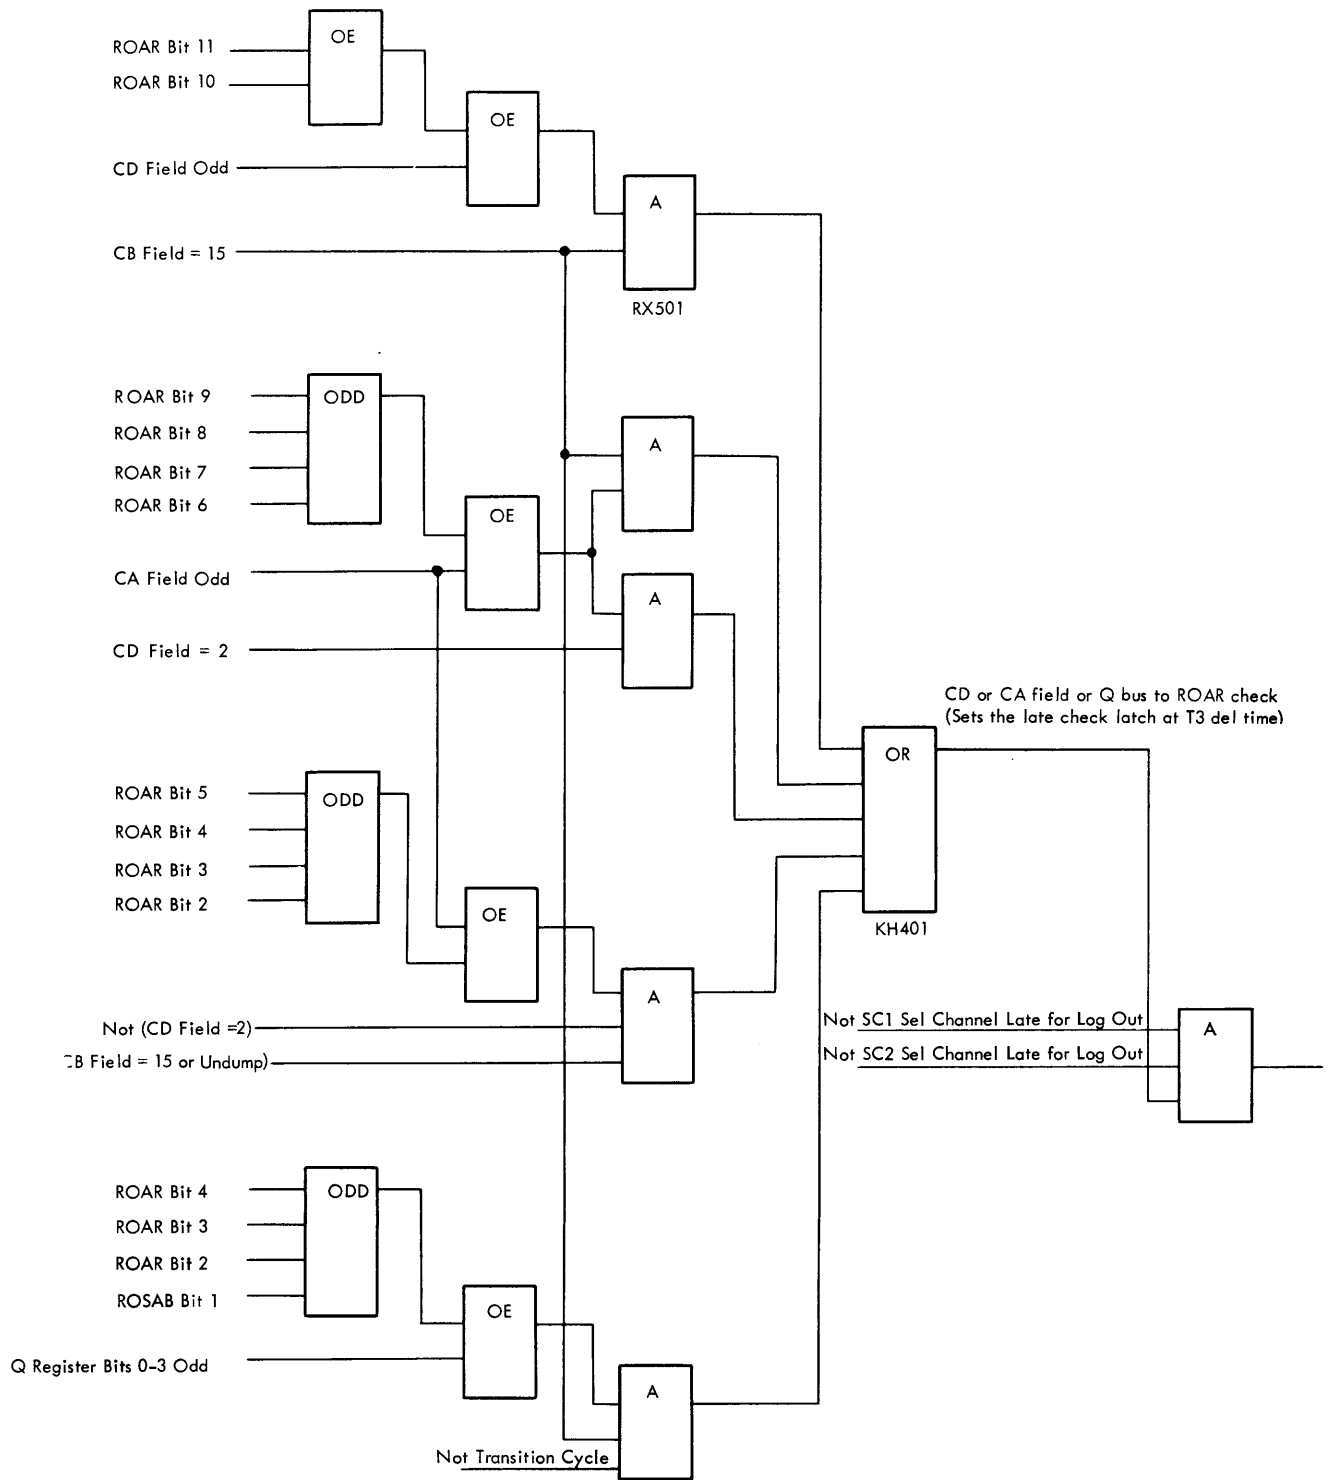 OE
ROAR Bit 11
ROAR Bit 10
OE
CD Field Odd
A
CB Field = 15
RX501
ROAR Bit 9
ODD
ROAR Bit 8
ROAR Bit 7
ROAR Bit 6
A
OE
CA Field Odd
A
CD Field = 2
CD or CA field or Q bus to ROAR check
(Sets the late check latch at T3 del time)
OR
KH401
ROAR Bit 5
ODD
ROAR Bit 4
ROAR Bit 3
ROAR Bit 2
OE
A
Not (CD Field =2)
B Field = 15 or Undump)
Not SC1 Sel Channel Late for Log Out
A
Not SC2 Sel Channel Late for Log Out
ROAR Bit 4
ODD
ROAR Bit 3
ROAR Bit 2
ROSAB Bit 1
OE
Q Register Bits 0-3 Odd
A
Not Transition Cycle